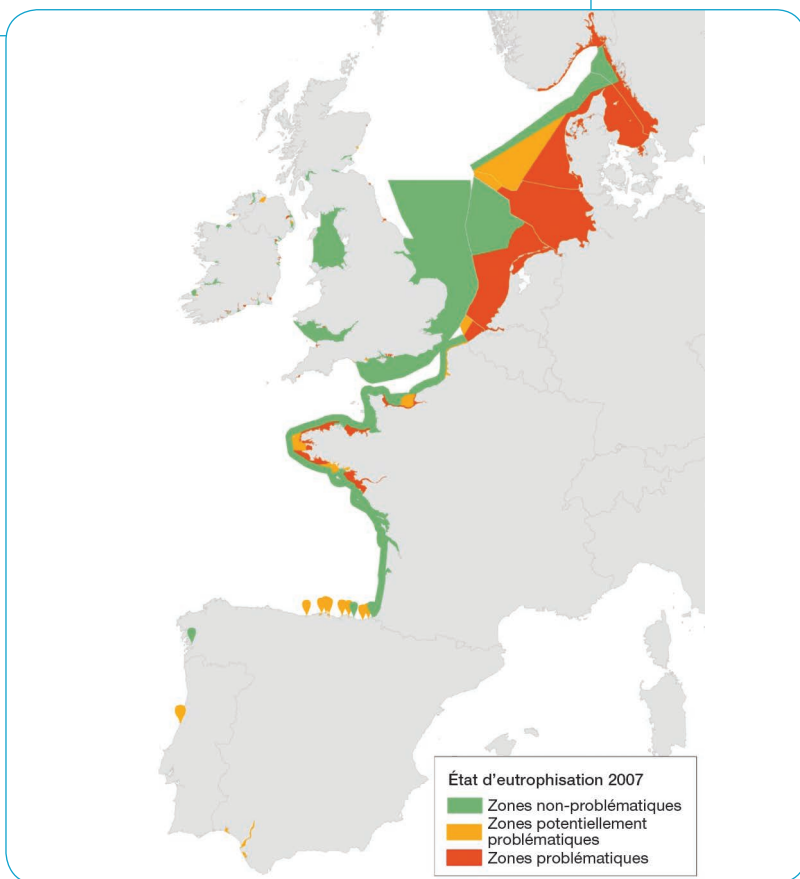 État d'eutrophisation 2007
Zones non-problématiques
Zones potentiellement
problématiques
Zones problématiques